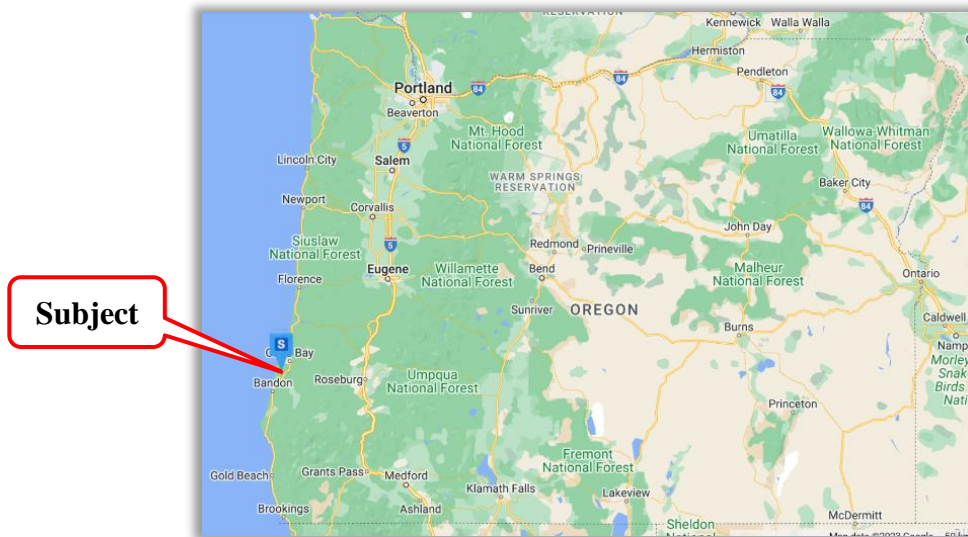 RESERVATION
Kennewick
Walla Walla
Hermiston
Pendleton
84
84
84
Portland
84
Beaverton
Mt. Hood
National Forest
Umatilla
National Forest
Wallowa-Whitman
National Forest
5
Lincoln City
Salem
WARM SPRINGS
RESERVATION
Baker City
84
Newport
Corvallis
John Day
Siuslaw
National Forest
5
Redmond
Prineville
Eugene
Willamette
National Forest
Bend
Malheur
National Forest
Florence
Ontario
Sunriver
OREGON
Subject
Caldwell
Burns
S
Bay
Bandon
Roseburg
Umpqua
National Forest
Princeton
Fremont
National Forest
Gold Beach
Grants Pass
Medford
Klamath Falls
Lakeview
Brookings
Ashland
McDermitt
Sheldon